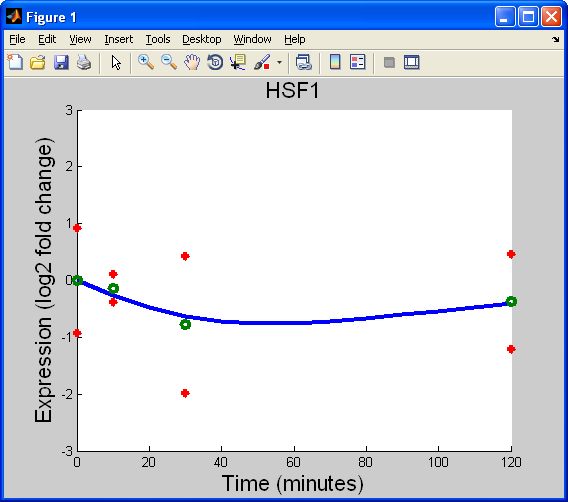 Figure 1
File Edit View Insert Tools Desktop Window Help
HSF1
Expression (log2 fold change)
3
2
1
0
-1
-2
-3
0 20 40 60 80 100 120
Time (minutes)